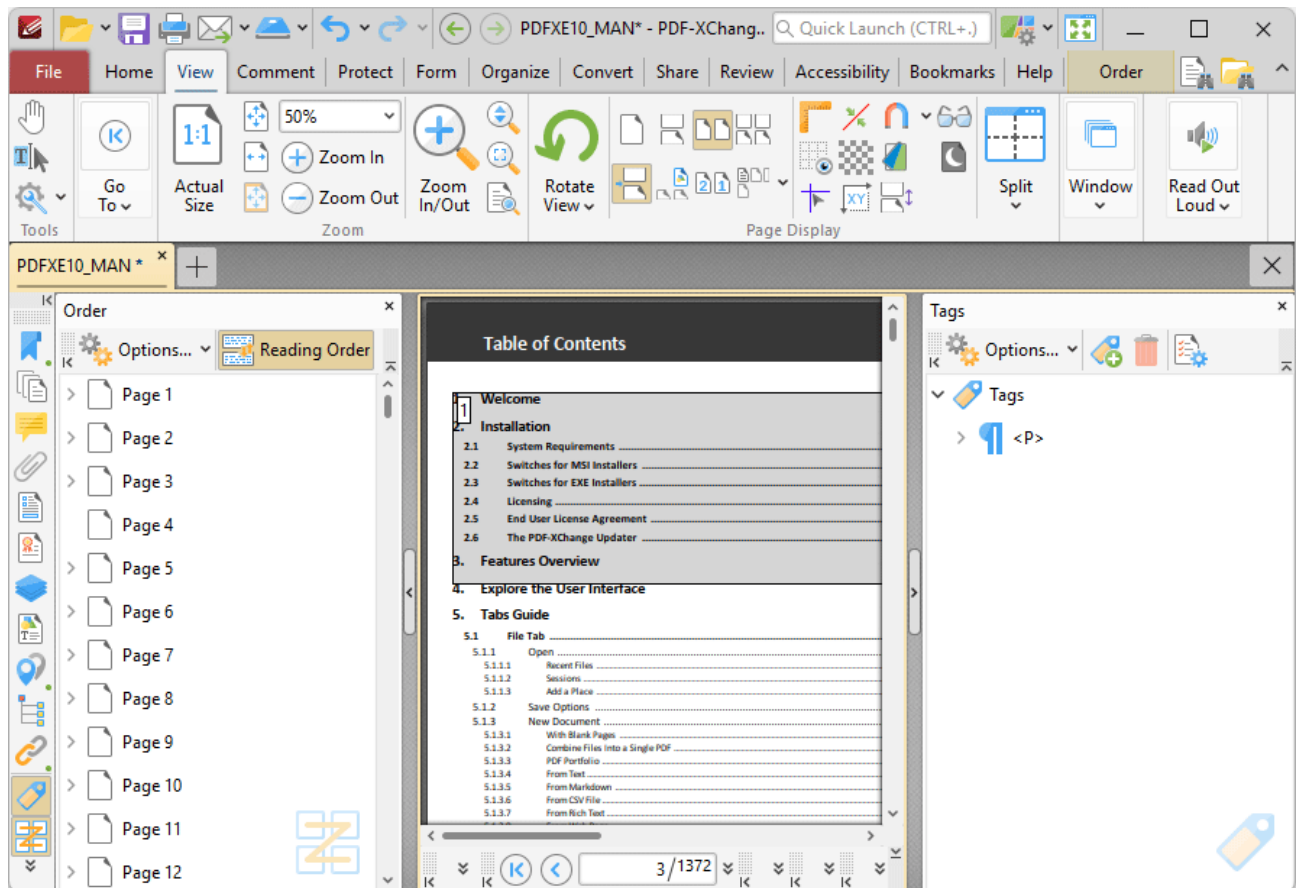 PDFXE10_MAN* - PDF-XChang..
Quick Launch (CTRL+.)
File Home View Comment Protect Form Organize Convert Share Review Accessibility Bookmarks Help Order
1:1
50%
Zoom In
Zoom Out
Go To
Actual Size
Zoom In/Out
Rotate View
2 1
XY
Split
Window
Read Out Loud
Tools
Zoom
Page Display
PDFXE10_MAN *
Order
Options...
Reading Order
Page 1
Page 2
Page 3
Page 4
Page 5
Page 6
Page 7
Page 8
Page 9
Page 10
Page 11
Page 12
Table of Contents
1
Welcome
2. Installation
2.1 System Requirements
2.2 Switches for MSI Installers
2.3 Switches for EXE Installers
2.4 Licensing
2.5 End User License Agreement
2.6 The PDF-XChange Updater
3. Features Overview
4. Explore the User Interface
5. Tabs Guide
5.1 File Tab
5.1.1 Open
5.1.1.1 Recent Files
5.1.1.2 Sessions
5.1.1.3 Add a Place
5.1.2 Save Options
5.1.3 New Document
5.1.3.1 With Blank Pages
5.1.3.2 Combine Files Into a Single PDF
5.1.3.3 PDF Portfolio
5.1.3.4 From Text
5.1.3.5 From Markdown
5.1.3.6 From CSV File
5.1.3.7 From Rich Text
3/1372
Tags
Options...
Tags
<P>